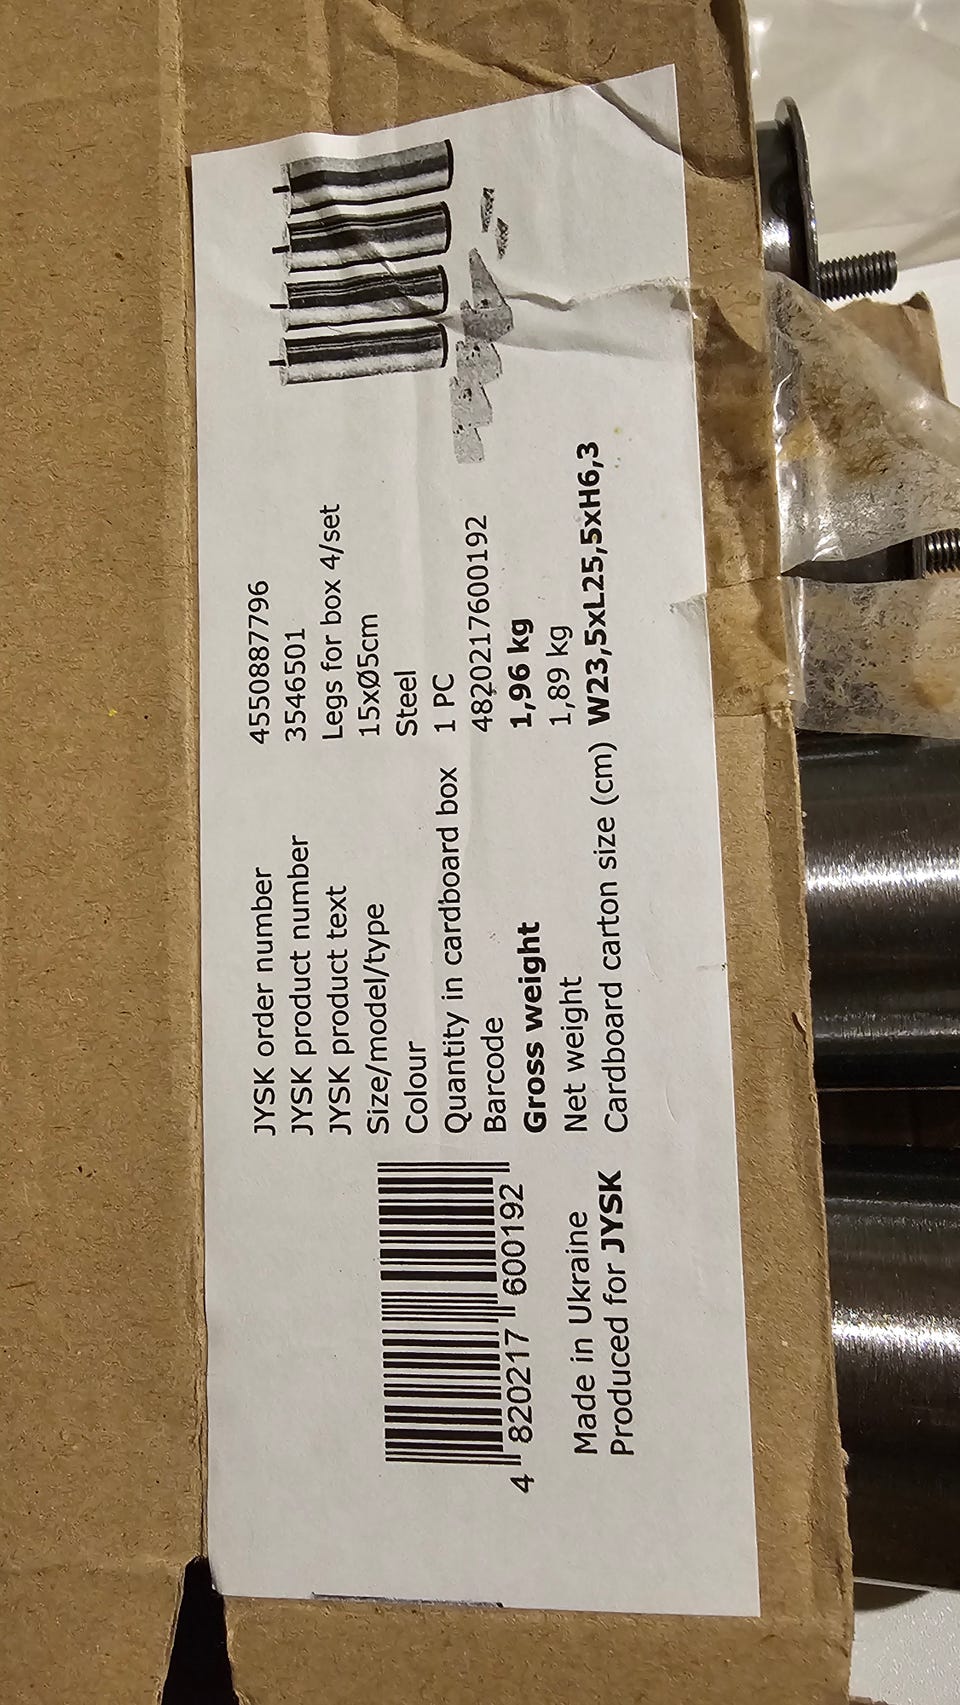 JYSK order number 4550887796
JYSK product number 3546501
JYSK product text Legs for box 4/set
Size/model/type 15xØ5cm
Colour Steel
Quantity in cardboard box 1 PC
Barcode 4820217600192
Gross weight 1,96 kg
Net weight 1,89 kg
Cardboard carton size (cm) W23,5xL25,5xH6,3
4 820217 600192
Made in Ukraine
Produced for JYSK